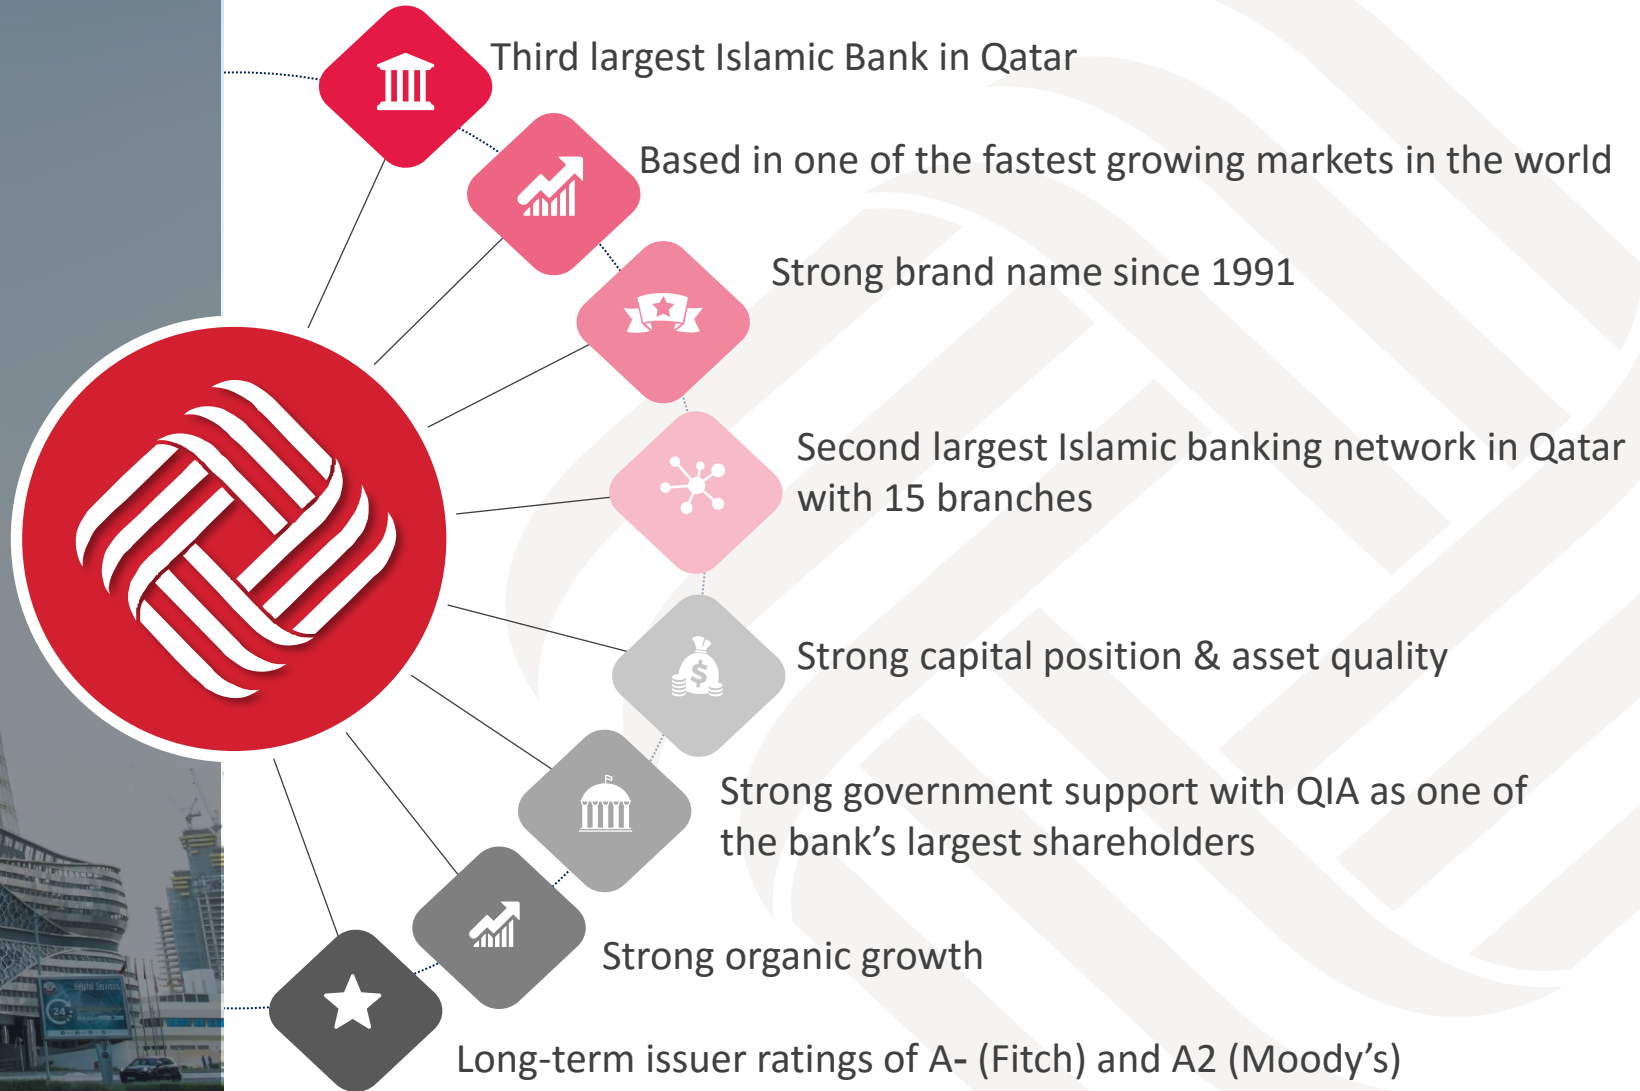 Third largest Islamic Bank in Qatar
Based in one of the fastest growing markets in the world
Strong brand name since 1991
Second largest Islamic banking network in Qatar
with 15 branches
$
Strong capital position & asset quality
Strong government support with QIA as one of
the bank’s largest shareholders
Strong organic growth
24
Long-term issuer ratings of A- (Fitch) and A2 (Moody’s)